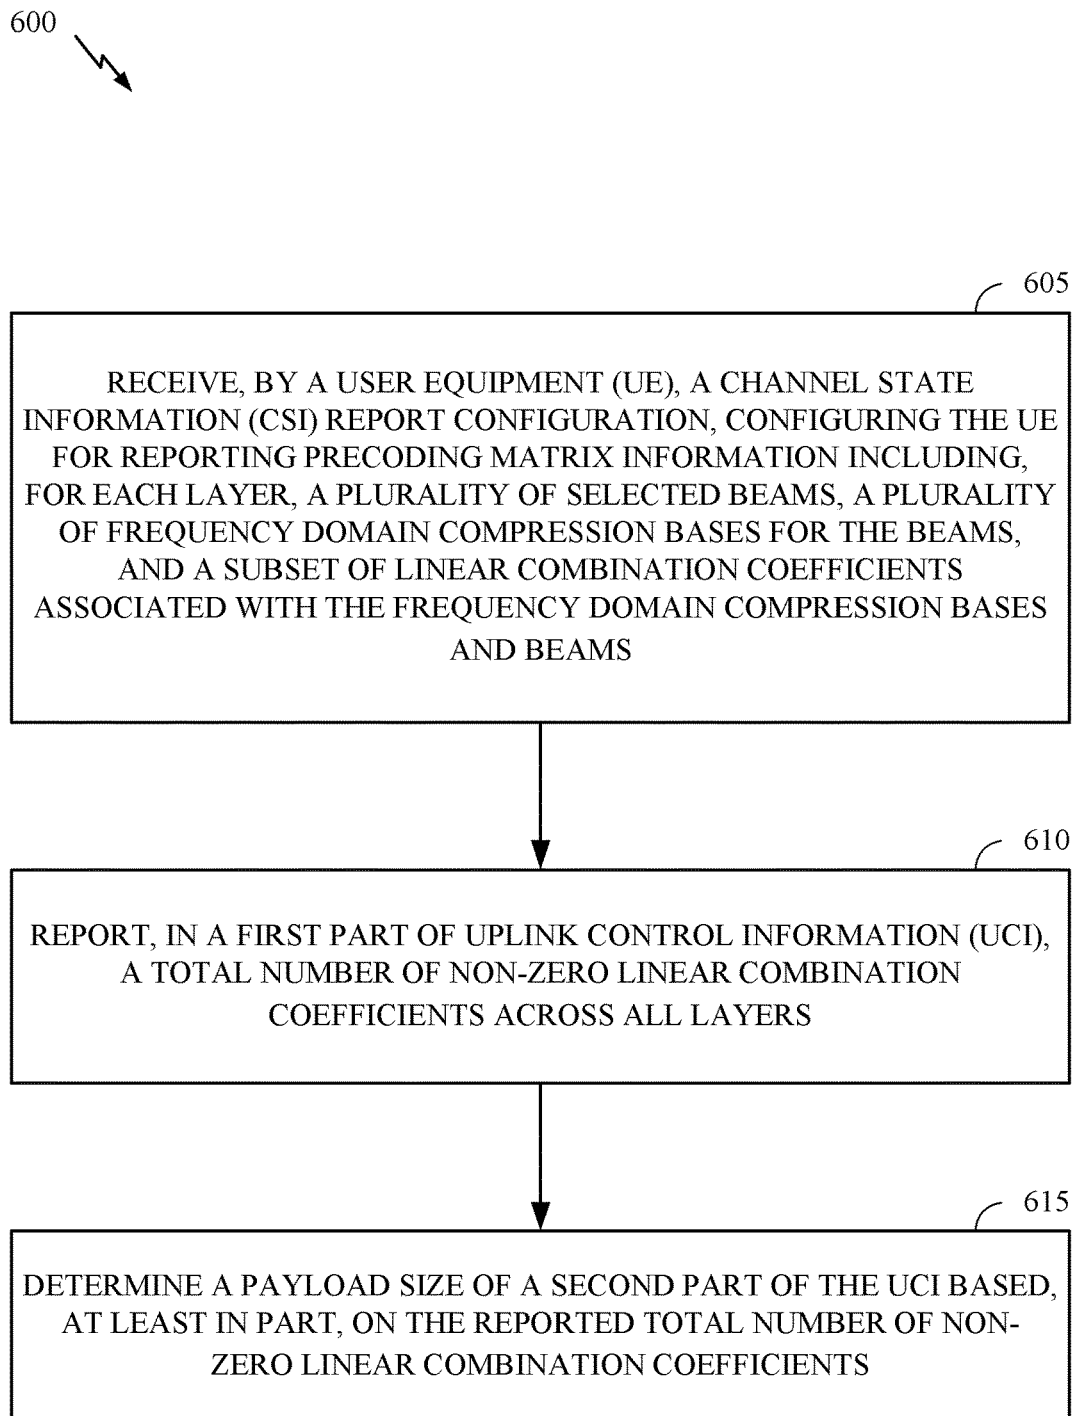 600
605
RECEIVE, BY A USER EQUIPMENT (UE), A CHANNEL STATE
INFORMATION (CSI) REPORT CONFIGURATION, CONFIGURING THE UE
FOR REPORTING PRECODING MATRIX INFORMATION INCLUDING,
FOR EACH LAYER, A PLURALITY OF SELECTED BEAMS, A PLURALITY
OF FREQUENCY DOMAIN COMPRESSION BASES FOR THE BEAMS,
AND A SUBSET OF LINEAR COMBINATION COEFFICIENTS
ASSOCIATED WITH THE FREQUENCY DOMAIN COMPRESSION BASES
AND BEAMS
610
REPORT, IN A FIRST PART OF UPLINK CONTROL INFORMATION (UCI),
A TOTAL NUMBER OF NON-ZERO LINEAR COMBINATION
COEFFICIENTS ACROSS ALL LAYERS
615
DETERMINE A PAYLOAD SIZE OF A SECOND PART OF THE UCI BASED,
AT LEAST IN PART, ON THE REPORTED TOTAL NUMBER OF NON-
ZERO LINEAR COMBINATION COEFFICIENTS